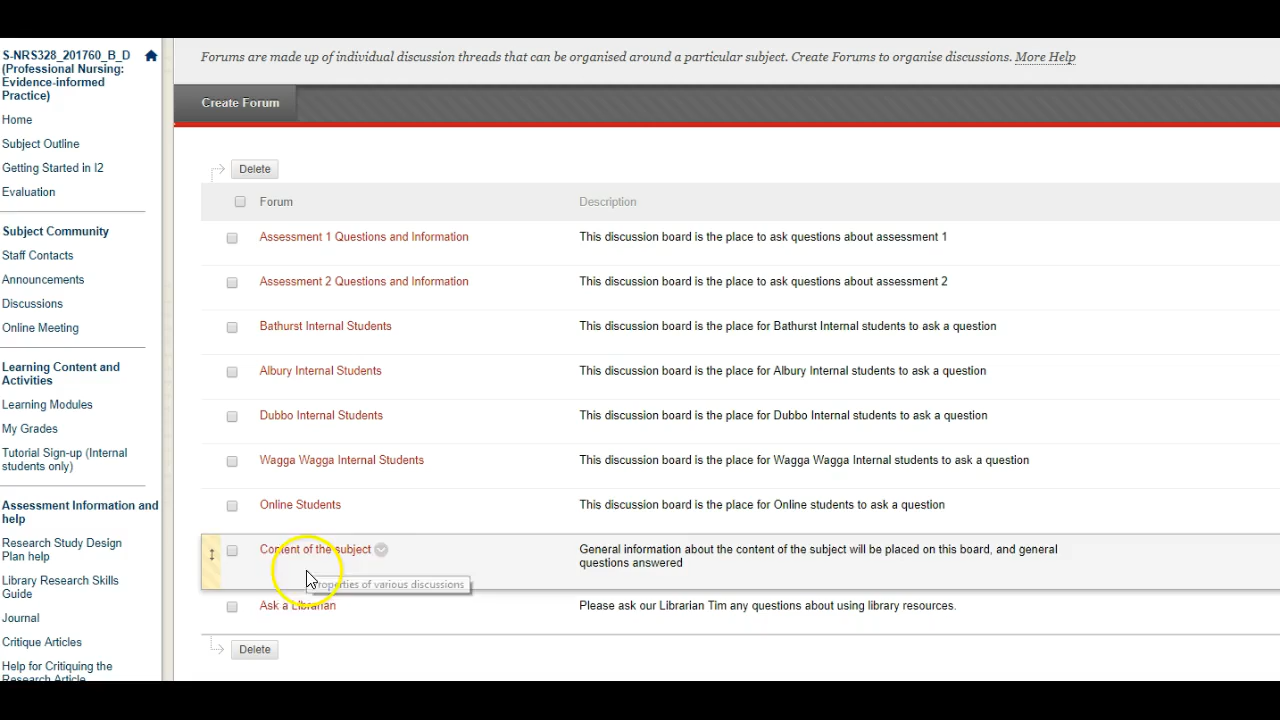 S-NRS328_201760_B_D
(Professional Nursing:
Evidence-informed
Practice)
Home
Subject Outline
Getting Started in I2
Evaluation
Subject Community
Staff Contacts
Announcements
Discussions
Online Meeting
Learning Content and
Activities
Learning Modules
My Grades
Tutorial Sign-up (Internal
students only)
Assessment Information and
help
Research Study Design
Plan help
Library Research Skills
Guide
Journal
Critique Articles
Help for Critiquing the
Research Article
Forums are made up of individual discussion threads that can be organised around a particular subject. Create Forums to organise discussions. More Help
Create Forum
Delete
Forum Description
Assessment 1 Questions and Information This discussion board is the place to ask questions about assessment 1
Assessment 2 Questions and Information This discussion board is the place to ask questions about assessment 2
Bathurst Internal Students This discussion board is the place for Bathurst Internal students to ask a question
Albury Internal Students This discussion board is the place for Albury Internal students to ask a question
Dubbo Internal Students This discussion board is the place for Dubbo Internal students to ask a question
Wagga Wagga Internal Students This discussion board is the place for Wagga Wagga Internal students to ask a question
Online Students This discussion board is the place for Online students to ask a question
Content of the subject General information about the content of the subject will be placer on this board, and general
questions answered
properties of various discussions
Ask a Librarian Please ask our Librarian Tim any questions about using library resources.
Delete